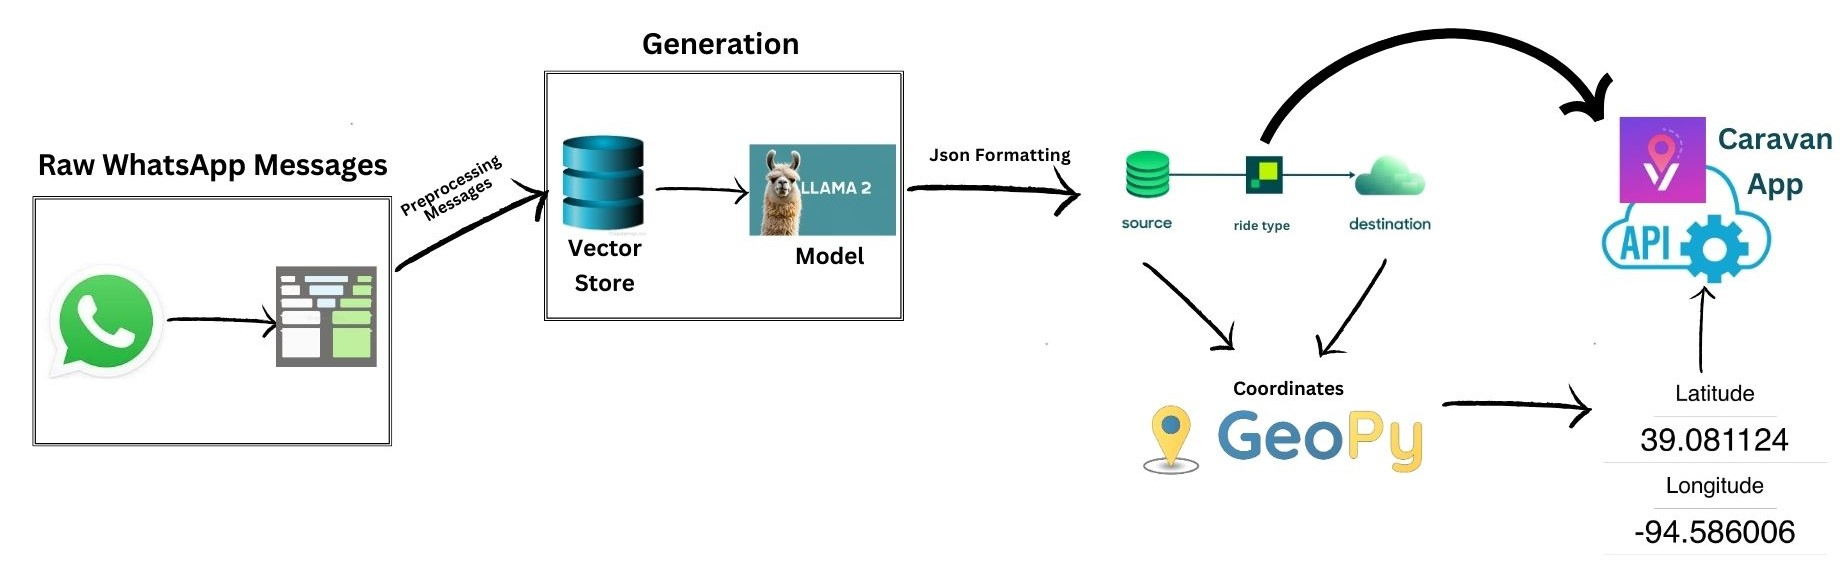 Raw WhatsApp Messages
Preprocessing
Messages
Generation
Vector
Store
LLAMA 2
Model
Json Formatting
source
ride type
destination
Coordinates
GeoPy
Caravan
App
API
Latitude
39.081124
Longitude
-94.586006